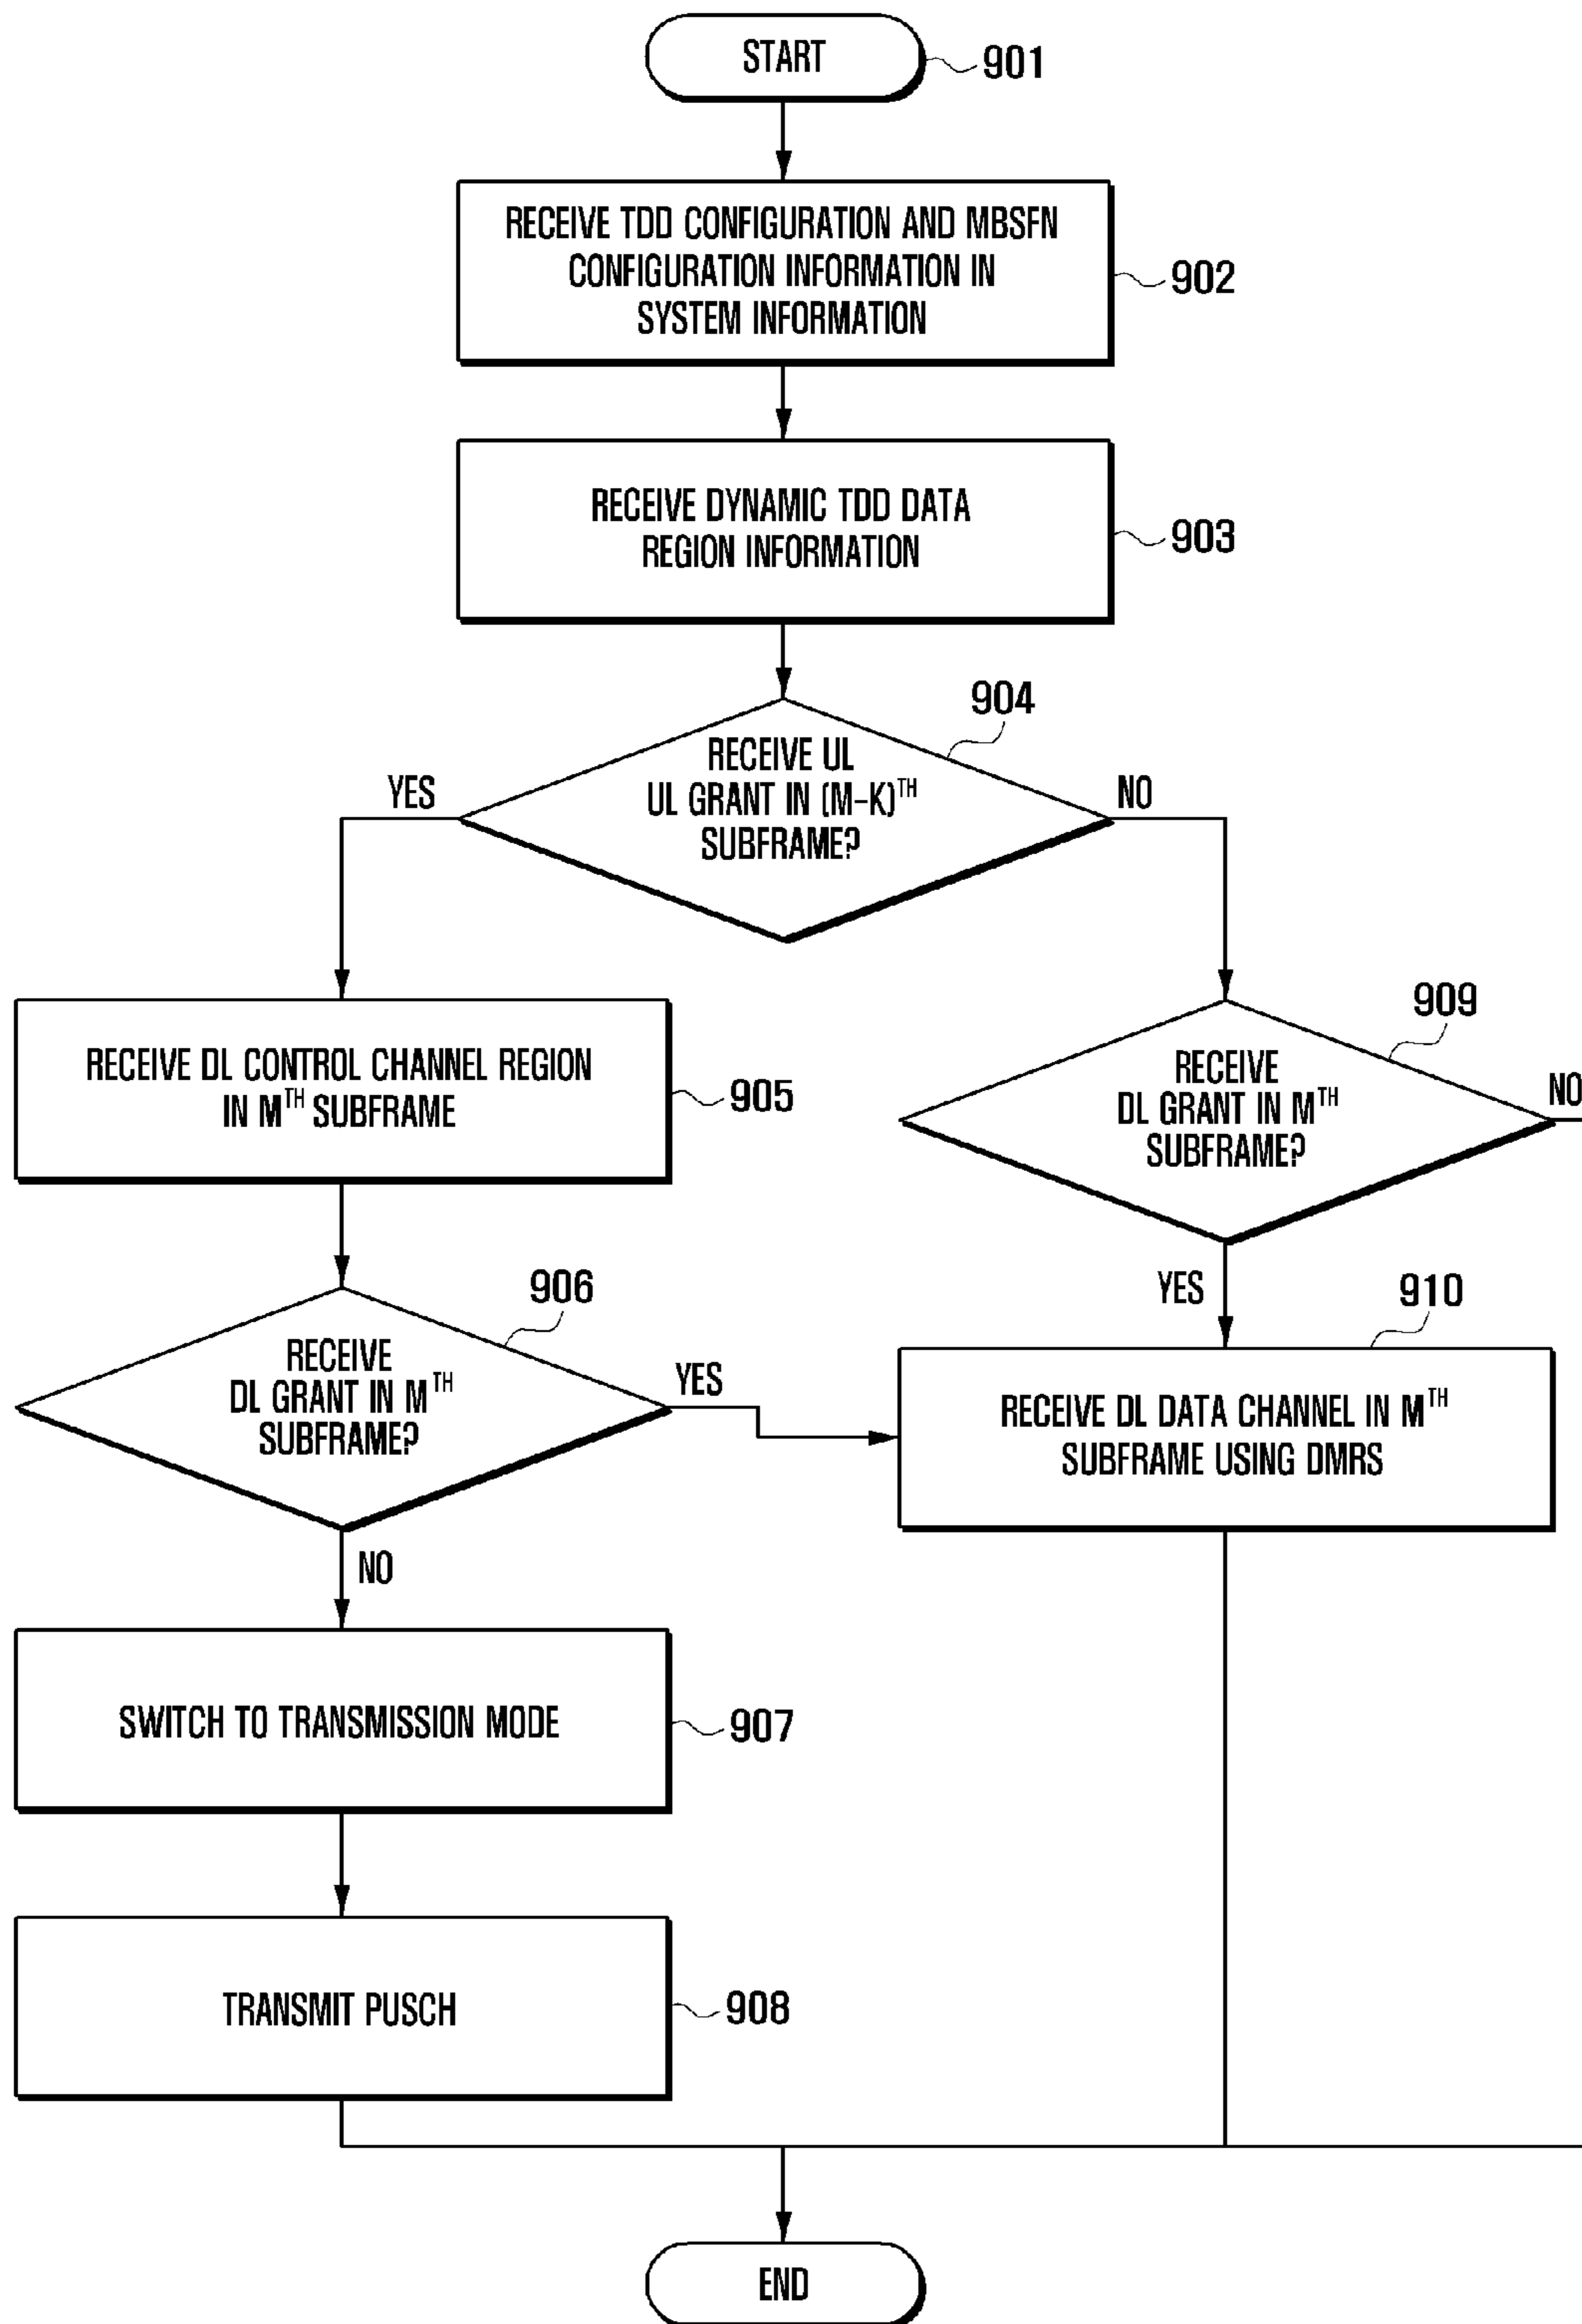 START
901
RECEIVE TDD CONFIGURATION AND MBSFN
CONFIGURATION INFORMATION IN
SYSTEM INFORMATION
902
RECEIVE DYNAMIC TDD DATA
REGION INFORMATION
903
904
RECEIVE UL
UL GRANT IN (M-K)TH
SUBFRAME?
YES
NO
RECEIVE DL CONTROL CHANNEL REGION
IN MTH SUBFRAME
905
909
RECEIVE
DL GRANT IN MTH
SUBFRAME?
NO
YES
906
RECEIVE
DL GRANT IN MTH
SUBFRAME?
YES
NO
910
RECEIVE DL DATA CHANNEL IN MTH
SUBFRAME USING DMRS
SWITCH TO TRANSMISSION MODE
907
TRANSMIT PUSCH
908
END